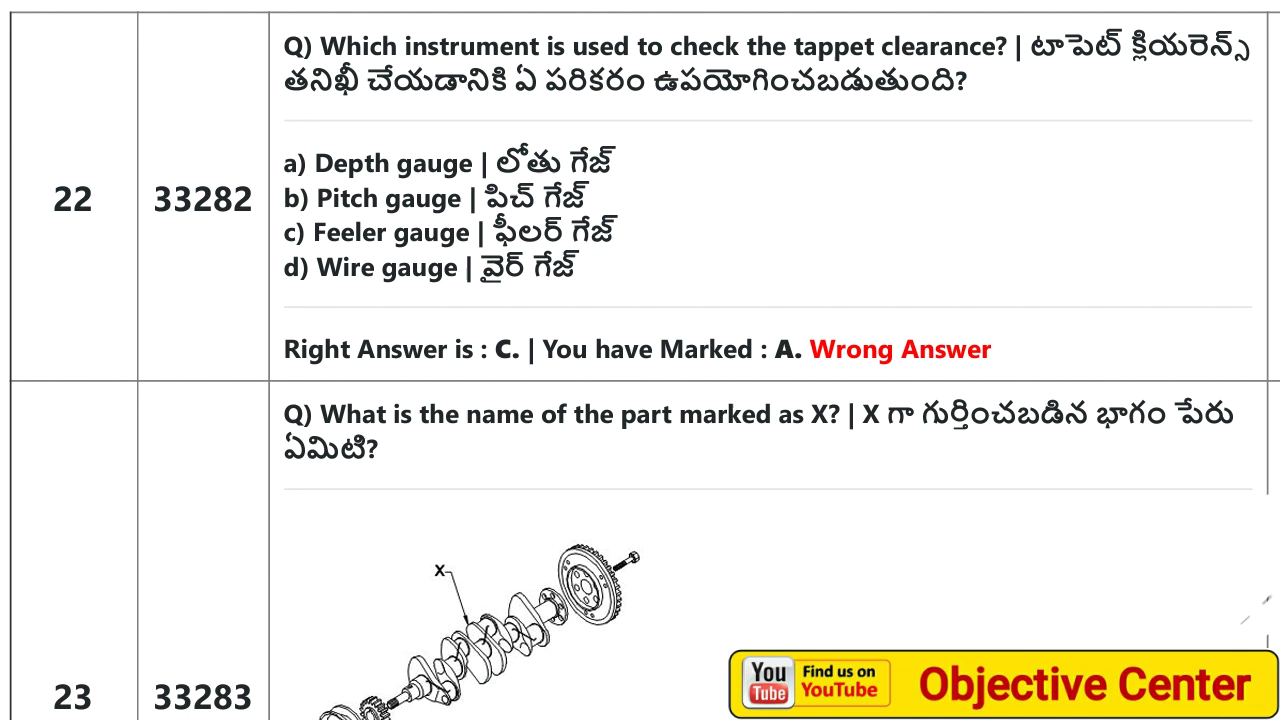 Q) Which instrument is used to check the tappet clearance? | టాపెట్ క్లియరెన్స్
తనిఖీ చేయడానికి ఏ పరికరం ఉపయోగించబడుతుంది?
22
33282
a) Depth gauge | లోతు గేజ్
b) Pitch gauge | పిచ్ గేజ్
c) Feeler gauge | ఫీలర్ గేజ్
d) Wire gauge | వైర్ గేజ్
Right Answer is : C. | You have Marked : A. Wrong Answer
Q) What is the name of the part marked as X? | X గా గుర్తించబడిన భాగం పేరు
ఏమిటి?
X
23
33283
You
Tube
Find us on
YouTube
Objective Center